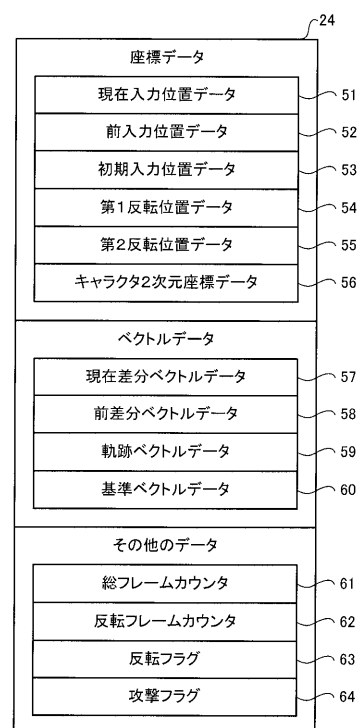 24
座標データ
現在入力位置データ 51
前入力位置データ 52
初期入力位置データ 53
第1反転位置データ 54
第2反転位置データ 55
キャラクタ2次元座標データ 56
ベクトルデータ
現在差分ベクトルデータ 57
前差分ベクトルデータ 58
軌跡ベクトルデータ 59
基準ベクトルデータ 60
その他のデータ
総フレームカウンタ 61
反転フレームカウンタ 62
反転フラグ 63
攻撃フラグ 64